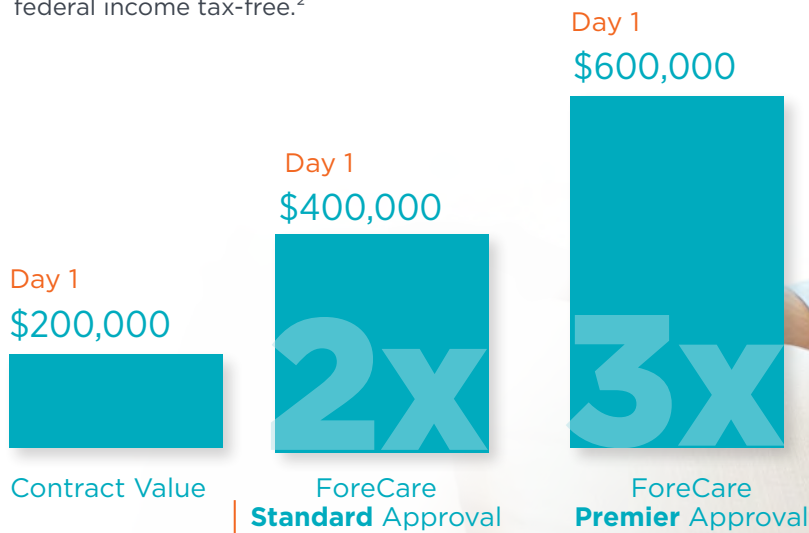 federal income tax-free.²
Day 1
$600,000
Day 1
$400,000
Day 1
$200,000
2x
3x
Contract Value
ForeCare
Standard Approval
ForeCare
Premier Approval